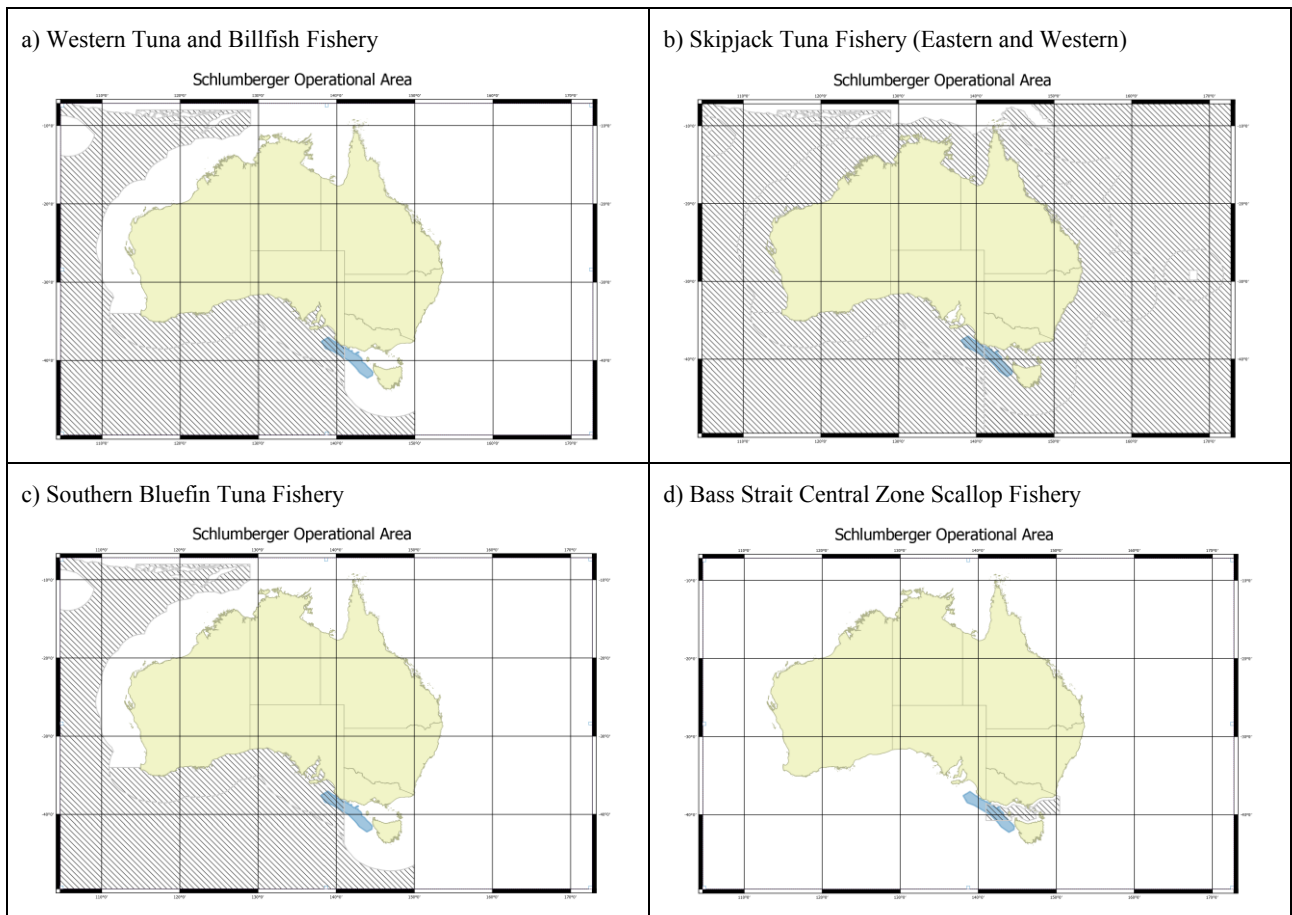 a) Western Tuna and Billfish Fishery
Schlumberger Operational Area
b) Skipjack Tuna Fishery (Eastern and Western)
Schlumberger Operational Area
c) Southern Bluefin Tuna Fishery
Schlumberger Operational Area
d) Bass Strait Central Zone Scallop Fishery
Schlumberger Operational Area